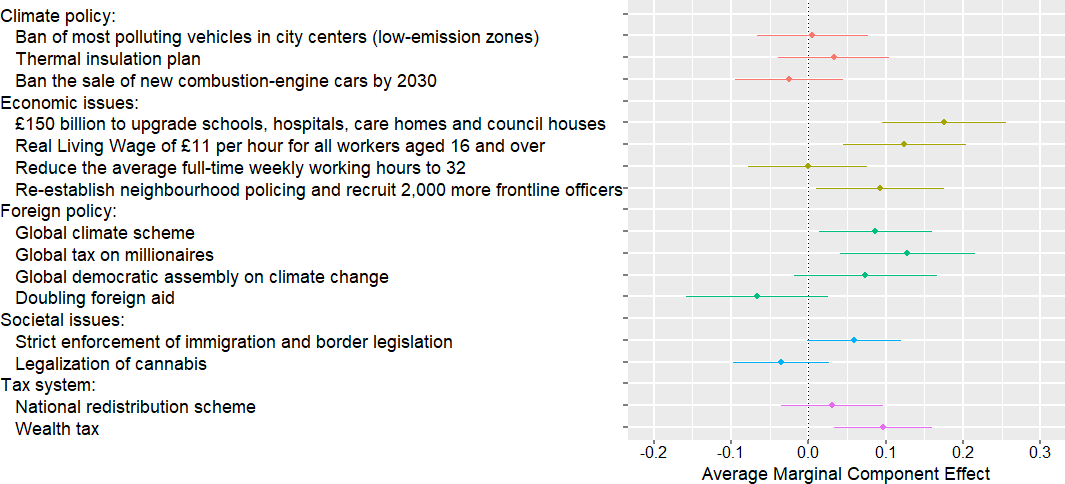 Climate policy:
Ban of most polluting vehicles in city centers (low-emission zones)
Thermal insulation plan
Ban the sale of new combustion-engine cars by 2030
Economic issues:
£150 billion to upgrade schools, hospitals, care homes and council houses
Real Living Wage of £11 per hour for all workers aged 16 and over
Reduce the average full-time weekly working hours to 32
Re-establish neighbourhood policing and recruit 2,000 more frontline officers
Foreign policy:
Global climate scheme
Global tax on millionaires
Global democratic assembly on climate change
Doubling foreign aid
Societal issues:
Strict enforcement of immigration and border legislation
Legalization of cannabis
Tax system:
National redistribution scheme
Wealth tax
-0.2 -0.1 0.0 0.1 0.2 0.3
Average Marginal Component Effect